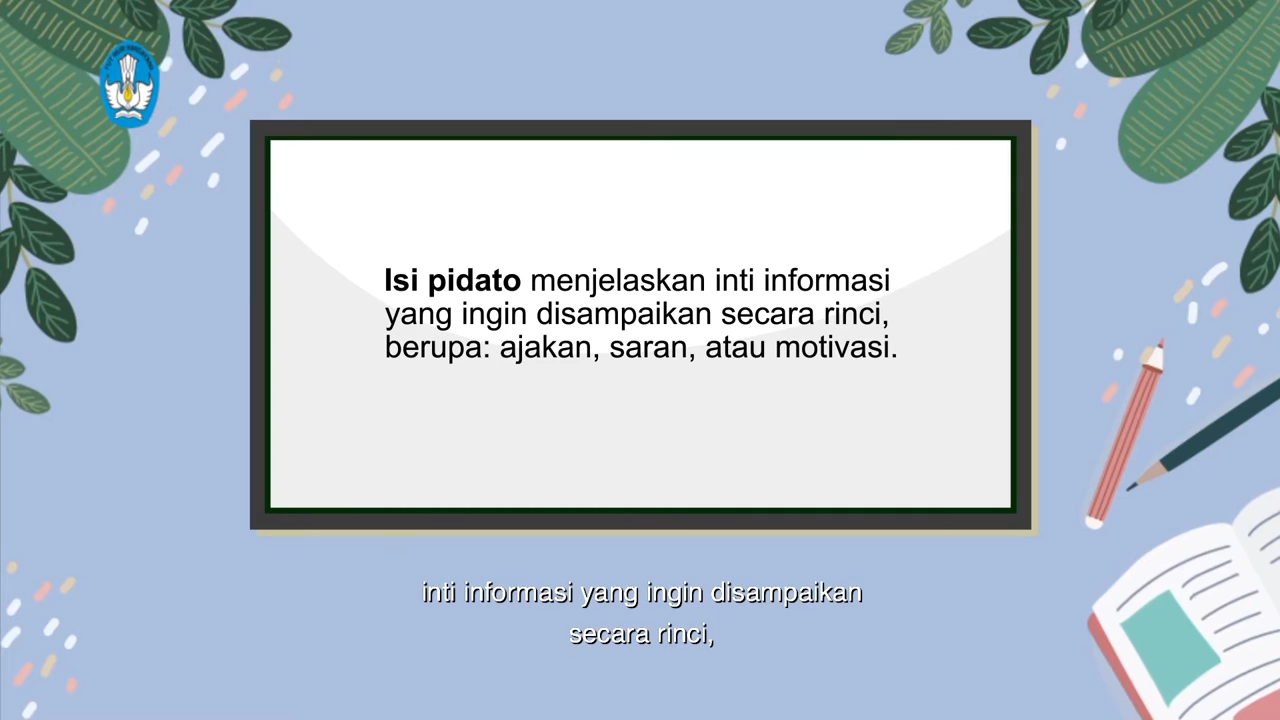 Isi pidato menjelaskan inti informasi
yang ingin disampaikan secara rinci,
berupa: ajakan, saran, atau motivasi.
inti informasi yang ingin disampaikan
secara rinci,